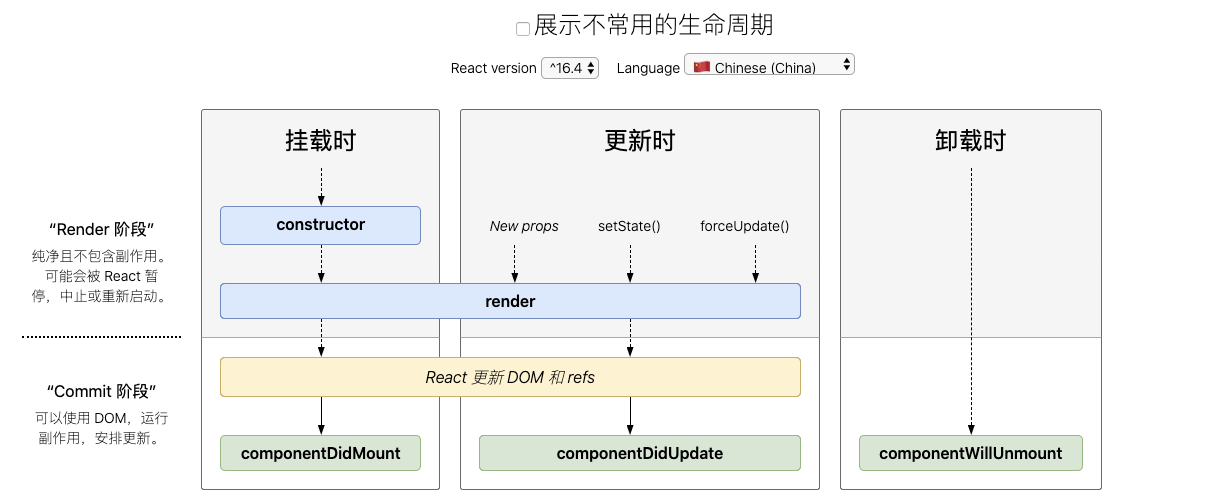 展示不常用的生命周期
React version ^16.4 Language 🇨🇳 Chinese (China)
挂载时
更新时
卸载时
“Render 阶段”
纯净且不包含副作用。
可能会被 React 暂
停，中止或重新启动。
constructor
New props
setState()
forceUpdate()
render
“Commit 阶段”
可以使用 DOM，运行
副作用，安排更新。
React 更新 DOM 和 refs
componentDidMount
componentDidUpdate
componentWillUnmount